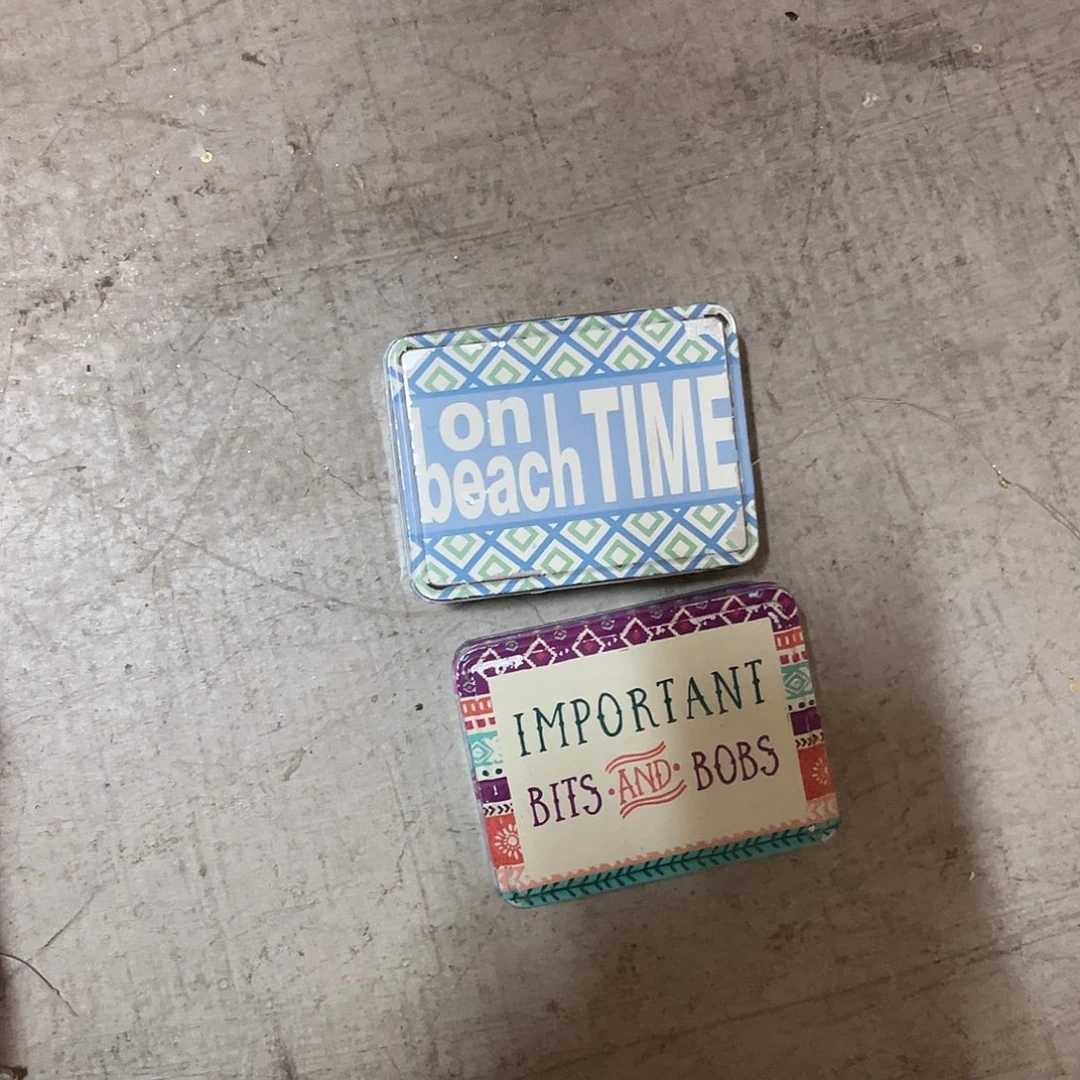 on
beach TIME
IMPORTANT
BITS AND BOBS